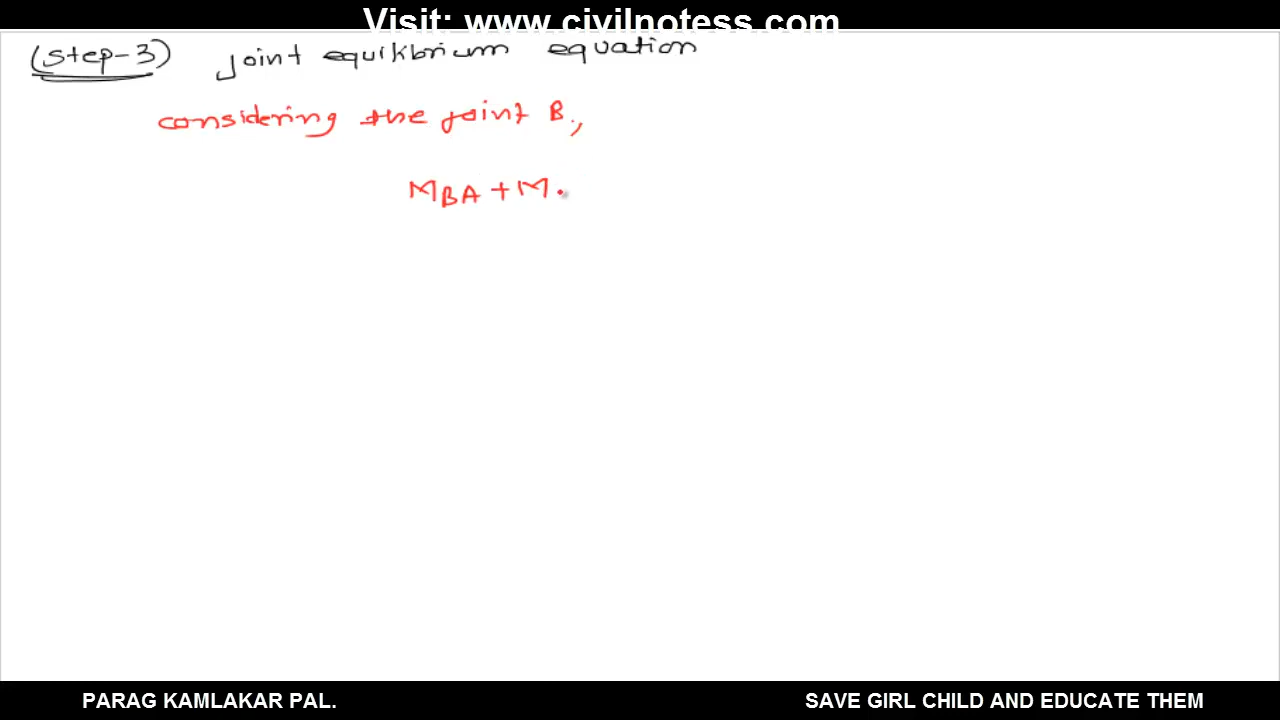 Visit: www.civilnotess.com
(step-3) joint equikbrium equation
considering the joint B.,
MBA + M.
PARAG KAMLAKAR PAL.
SAVE GIRL CHILD AND EDUCATE THEM